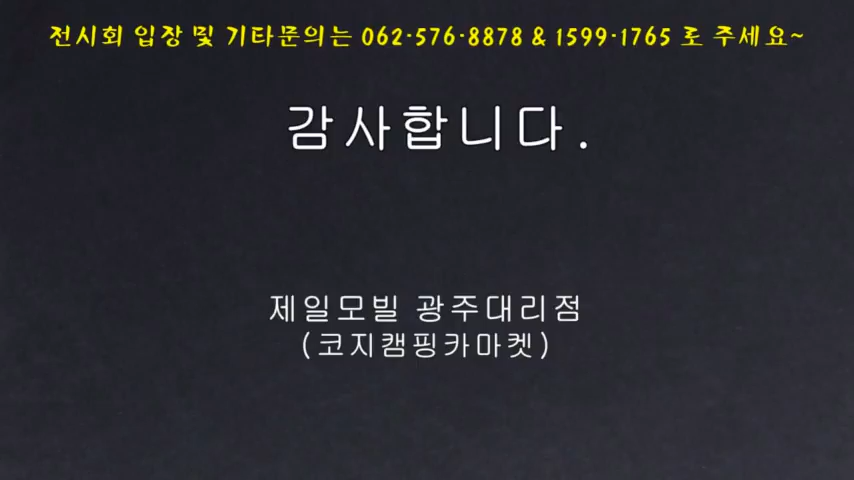 전시회 입장 및 기타문의는 062-576-8878 & 1599-1765 로 주세요~
감사합니다.
제일모빌 광주대리점
(코지캠핑카마켓)